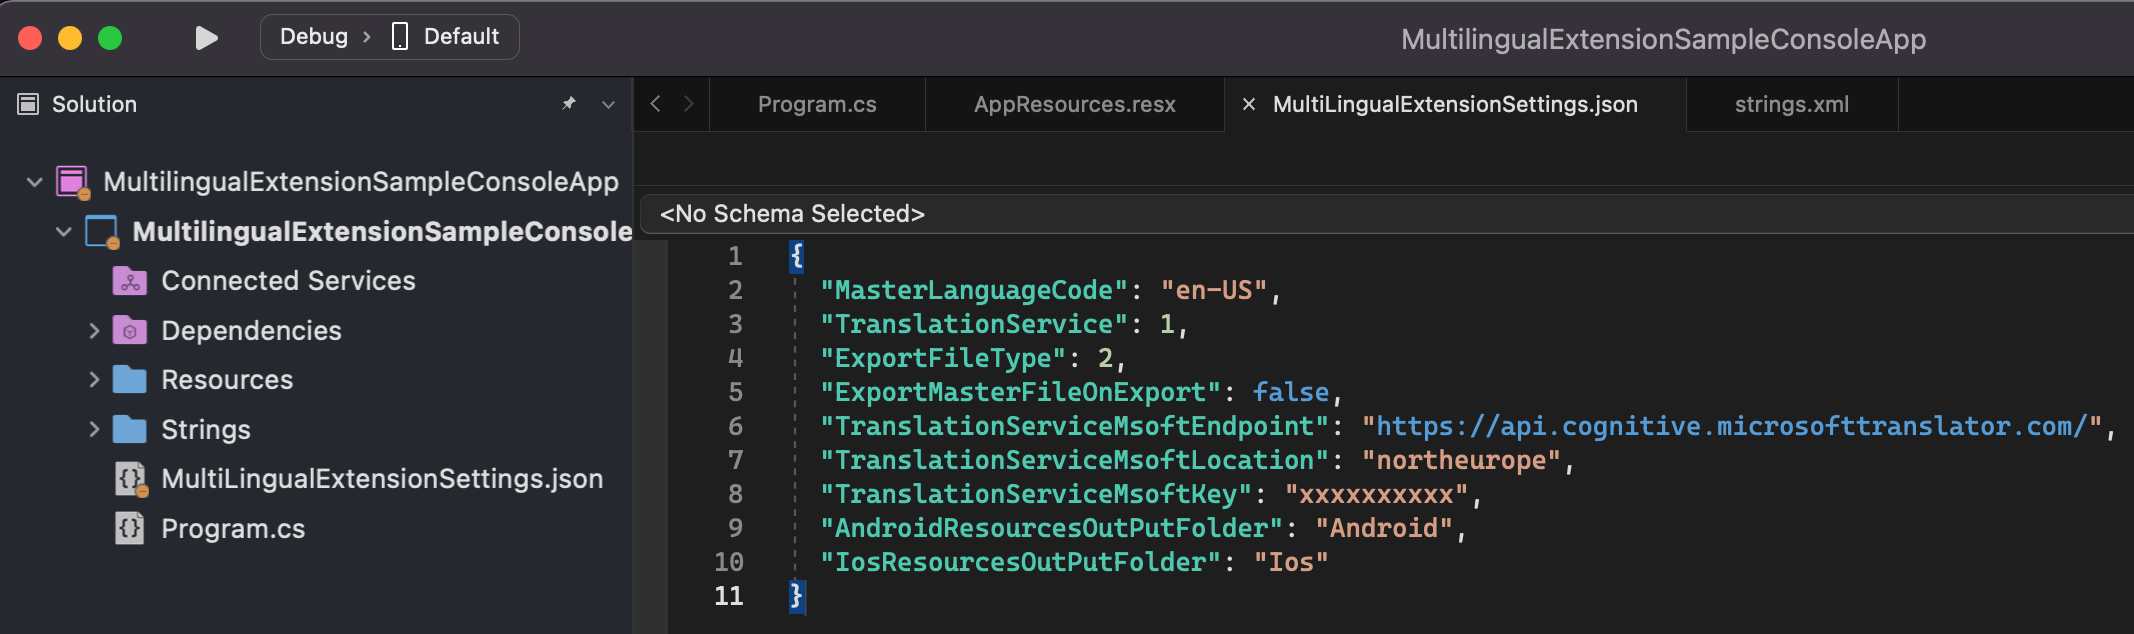 Debug > Default
MultilingualExtensionSampleConsoleApp
Solution
Program.cs
AppResources.resx
MultiLingualExtensionSettings.json
strings.xml
MultilingualExtensionSampleConsoleApp
MultilingualExtensionSampleConsole
Connected Services
Dependencies
Resources
Strings
MultiLingualExtensionSettings.json
Program.cs
<No Schema Selected>
1 {
2 "MasterLanguageCode": "en-US",
3 "TranslationService": 1,
4 "ExportFileType": 2,
5 "ExportMasterFileOnExport": false,
6 "TranslationServiceMsoftEndpoint": "https://api.cognitive.microsofttranslator.com/",
7 "TranslationServiceMsoftLocation": "northeurope",
8 "TranslationServiceMsoftKey": "xxxxxxxxxx",
9 "AndroidResourcesOutPutFolder": "Android",
10 "IosResourcesOutPutFolder": "Ios"
11 }